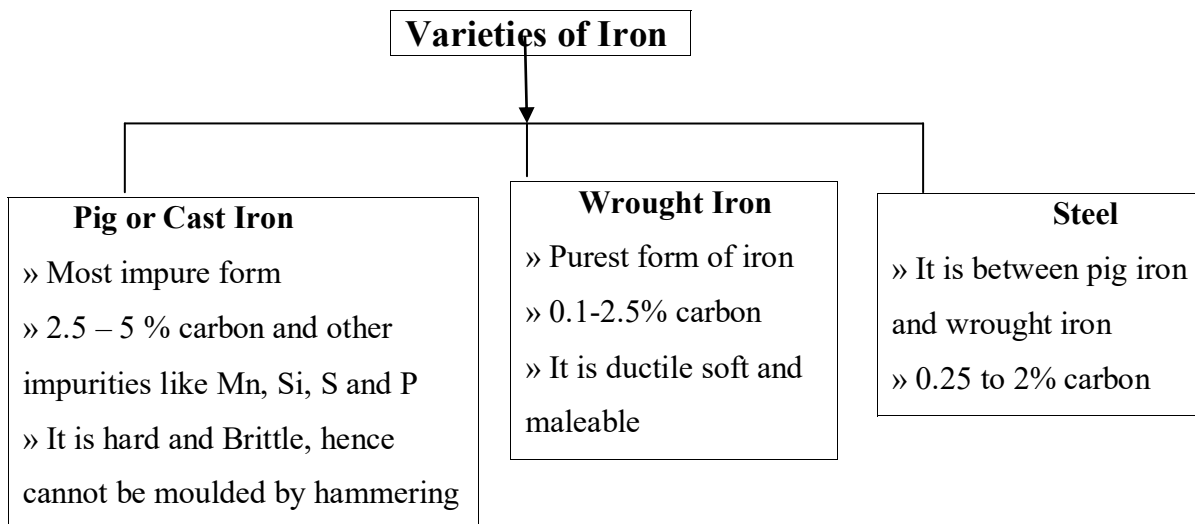 Varieties of Iron
Pig or Cast Iron
» Most impure form
» 2.5 – 5 % carbon and other
impurities like Mn, Si, S and P
» It is hard and Brittle, hence
cannot be moulded by hammering
Wrought Iron
» Purest form of iron
» 0.1-2.5% carbon
» It is ductile soft and
maleable
Steel
» It is between pig iron
and wrought iron
» 0.25 to 2% carbon